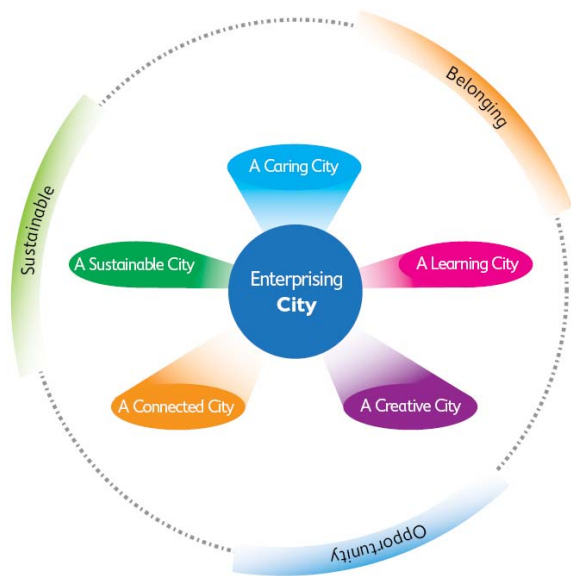 Belonging
Sustainable
A Caring City
A Sustainable City
A Learning City
Enterprising
City
A Connected City
A Creative City
Opportunity